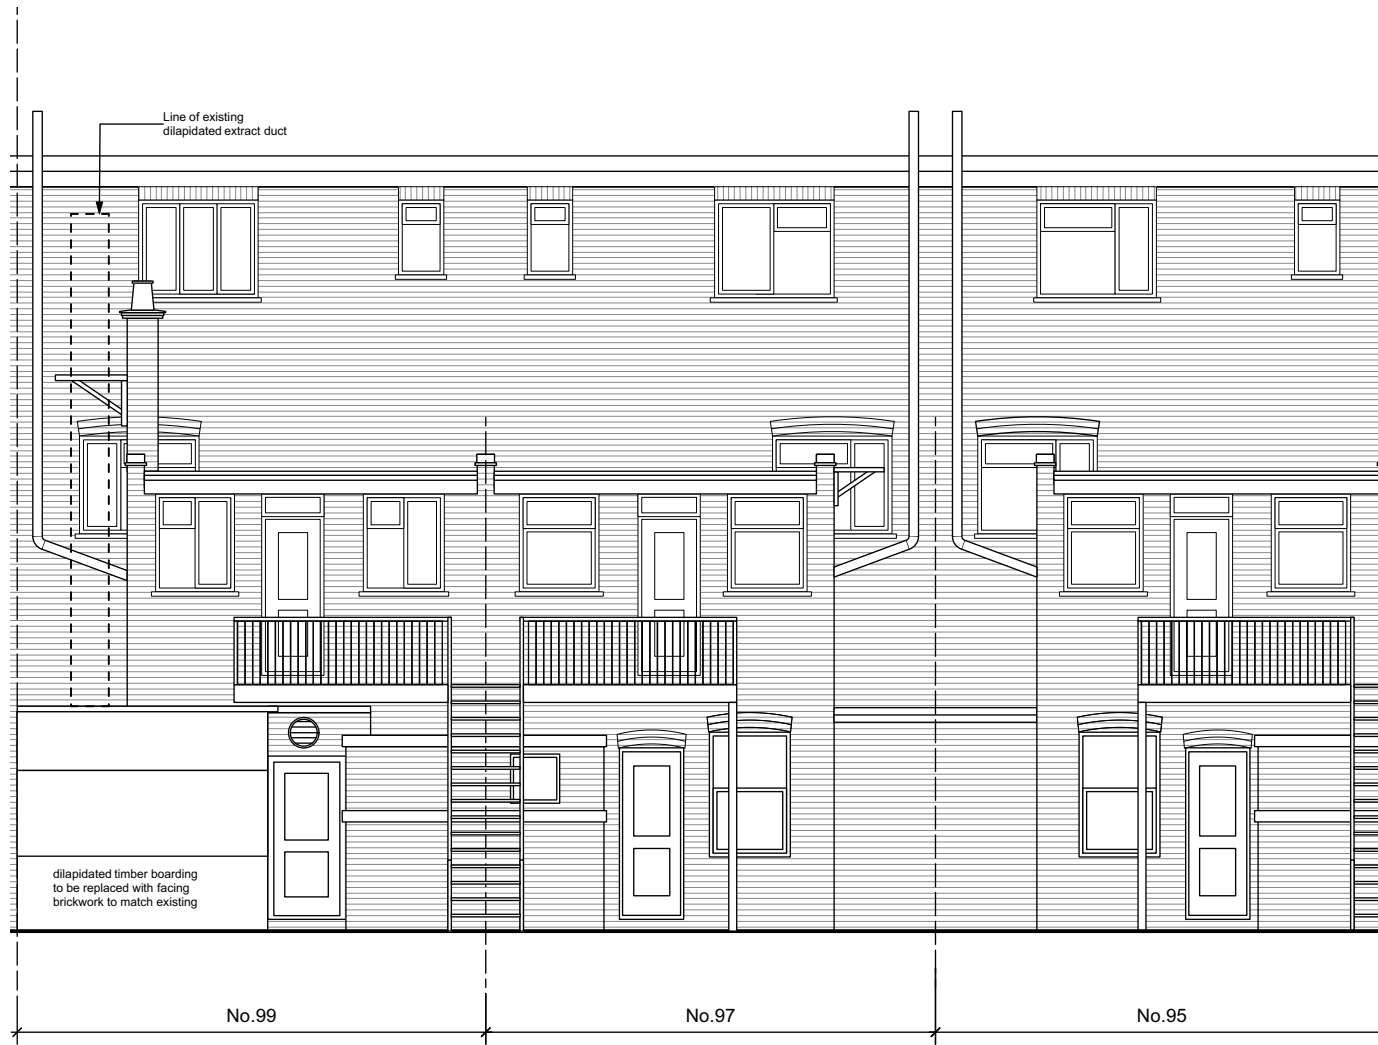 Line of existing
dilapidated extract duct
dilapidated timber boarding
to be replaced with facing
brickwork to match existing
No.99
No.97
No.95